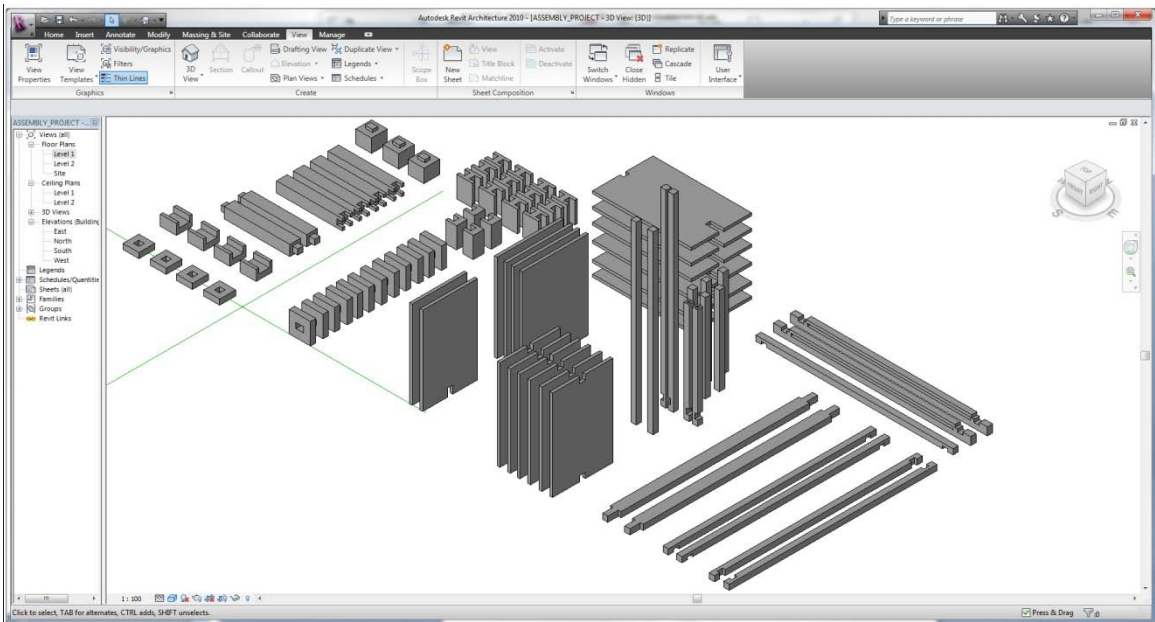 Autodesk Revit Architecture 2010 - [ASSEMBLY_PROJECT - 3D View: {3D}]
Type a keyword or phrase
Home Insert Annotate Modify Massing & Site Collaborate View Manage
View Properties
View Templates
Visibility/Graphics
Filters
Thin Lines
Graphics
3D View
Section
Callout
Drafting View
Elevation
Plan Views
Duplicate View
Legends
Schedules
Create
Scope Box
New Sheet
View
Title Block
Matchline
Activate
Deactivate
Sheet Composition
Switch Windows
Close Hidden
Replicate
Cascade
Tile
Windows
User Interface
ASSEMBLY_PROJECT - ...
Views (all)
Floor Plans
Level 1
Level 2
Site
Ceiling Plans
Level 1
Level 2
3D Views
Elevations (Building
East
North
South
West
Legends
Schedules/Quantitie
Sheets (all)
Families
Groups
Revit Links
TOP
FRONT
RIGHT
S
E
1 : 100
Click to select, TAB for alternates, CTRL adds, SHIFT unselects.
Press & Drag
:0